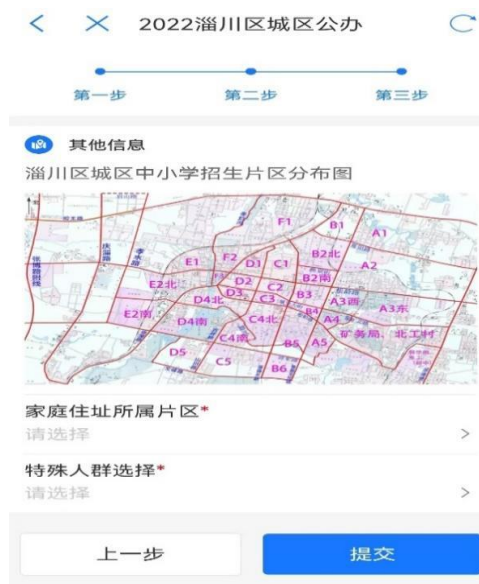 2022淄川区城区公办
第一步 第二步 第三步
其他信息
淄川区城区中小学招生片区分布图
F1
B1
A1
E1
F2
D1
C1
B2北
A2
E2北
D2
C2
B2南
D3
C3
B3
A3西
D4北
B4
A3东
E2南
D4南
C4北
A4
矿务局、北工村
C4南
B5
A5
D5
C5
B6
家庭住址所属片区*
请选择
特殊人群选择*
请选择
上一步 提交